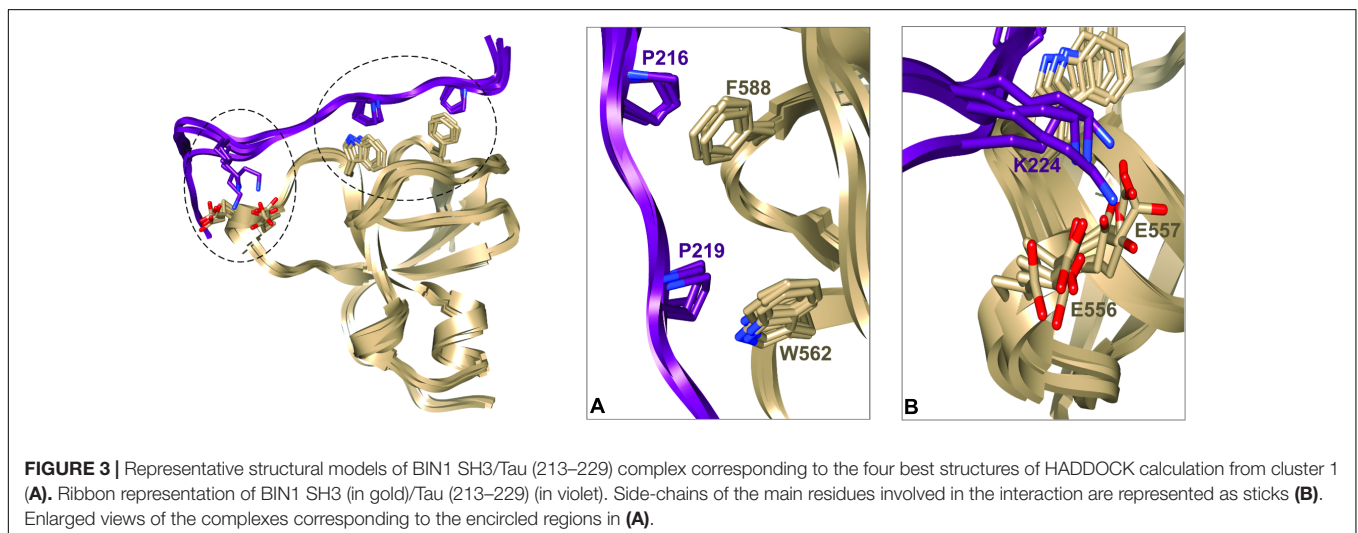 P216
F588
P219
W562
A
K224
E557
E556
B
FIGURE 3 | Representative structural models of BIN1 SH3/Tau (213–229) complex corresponding to the four best structures of HADDOCK calculation from cluster 1
(A). Ribbon representation of BIN1 SH3 (in gold)/Tau (213–229) (in violet). Side-chains of the main residues involved in the interaction are represented as sticks (B).
Enlarged views of the complexes corresponding to the encircled regions in (A).